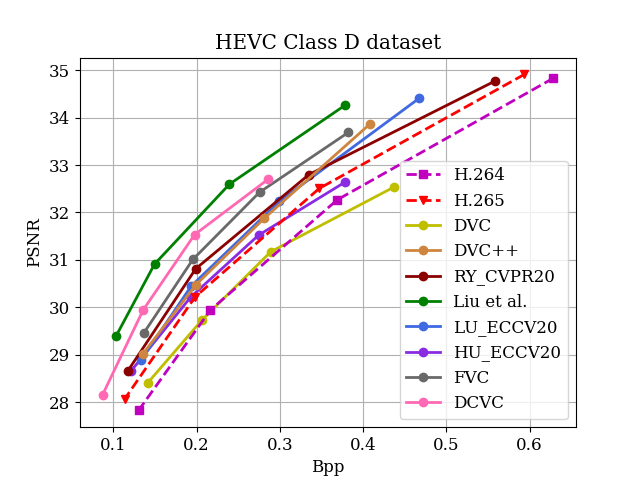 HEVC Class D dataset
PSNR
35
34
33
32
31
30
29
28
0.1 0.2 0.3 0.4 0.5 0.6
Bpp
H.264
H.265
DVC
DVC++
RY_CVPR20
Liu et al.
LU_ECCV20
HU_ECCV20
FVC
DCVC